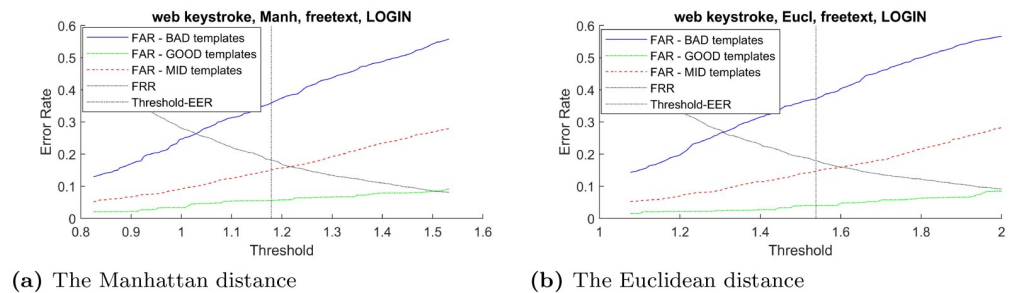 web keystroke, Manh, freetext, LOGIN
0.6
0.5
0.4
0.3
0.2
0.1
0
Error Rate
FAR - BAD templates
FAR - GOOD templates
FAR - MID templates
FRR
Threshold-EER
0.8 0.9 1 1.1 1.2 1.3 1.4 1.5 1.6
Threshold
(a) The Manhattan distance
web keystroke, Eucl, freetext, LOGIN
0.6
0.5
0.4
0.3
0.2
0.1
0
Error Rate
FAR - BAD templates
FAR - GOOD templates
FAR - MID templates
FRR
Threshold-EER
1 1.2 1.4 1.6 1.8 2
Threshold
(b) The Euclidean distance